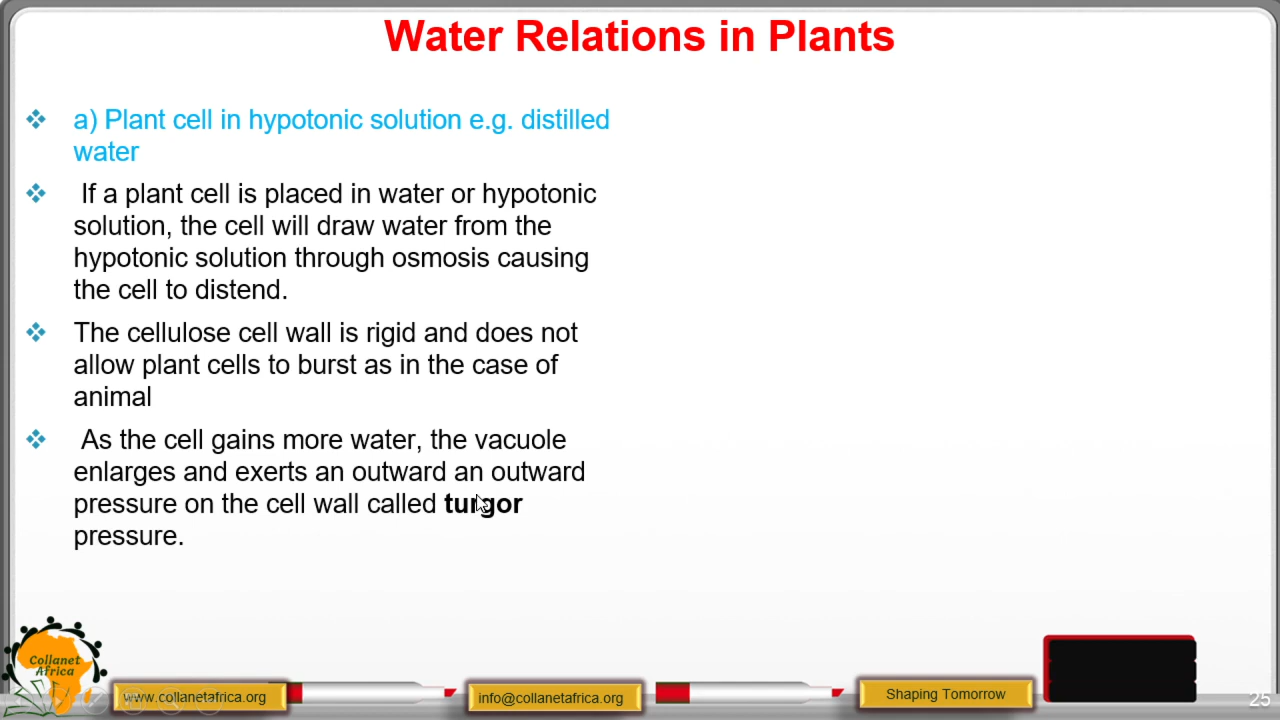 Water Relations in Plants
a) Plant cell in hypotonic solution e.g. distilled
water
If a plant cell is placed in water or hypotonic
solution, the cell will draw water from the
hypotonic solution through osmosis causing
the cell to distend.
The cellulose cell wall is rigid and does not
allow plant cells to burst as in the case of
animal
As the cell gains more water, the vacuole
enlarges and exerts an outward an outward
pressure on the cell wall called turgor
pressure.
Collanet
Africa
www.collanetafrica.org
info@collanetafrica.org
Shaping Tomorrow
25